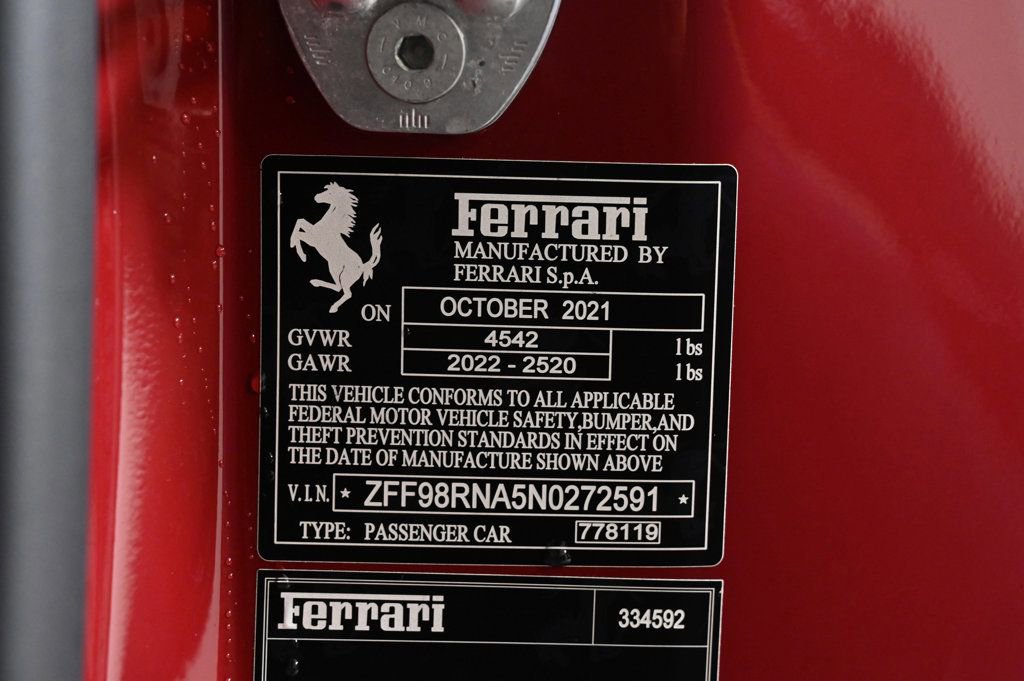 Ferrari
MANUFACTURED BY
FERRARI S.p.A.
ON OCTOBER 2021
GVWR 4542 lbs
GAWR 2022 - 2520 lbs
THIS VEHICLE CONFORMS TO ALL APPLICABLE
FEDERAL MOTOR VEHICLE SAFETY,BUMPER,AND
THEFT PREVENTION STANDARDS IN EFFECT ON
THE DATE OF MANUFACTURE SHOWN ABOVE
V.I.N. * ZFF98RNA5N0272591 *
TYPE: PASSENGER CAR 778119
Ferrari 334592